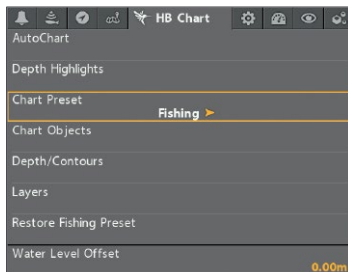 HB Chart
AutoChart
Depth Highlights
Chart Preset
Fishing
Chart Objects
Depth/Contours
Layers
Restore Fishing Preset
Water Level Offset
0.00m